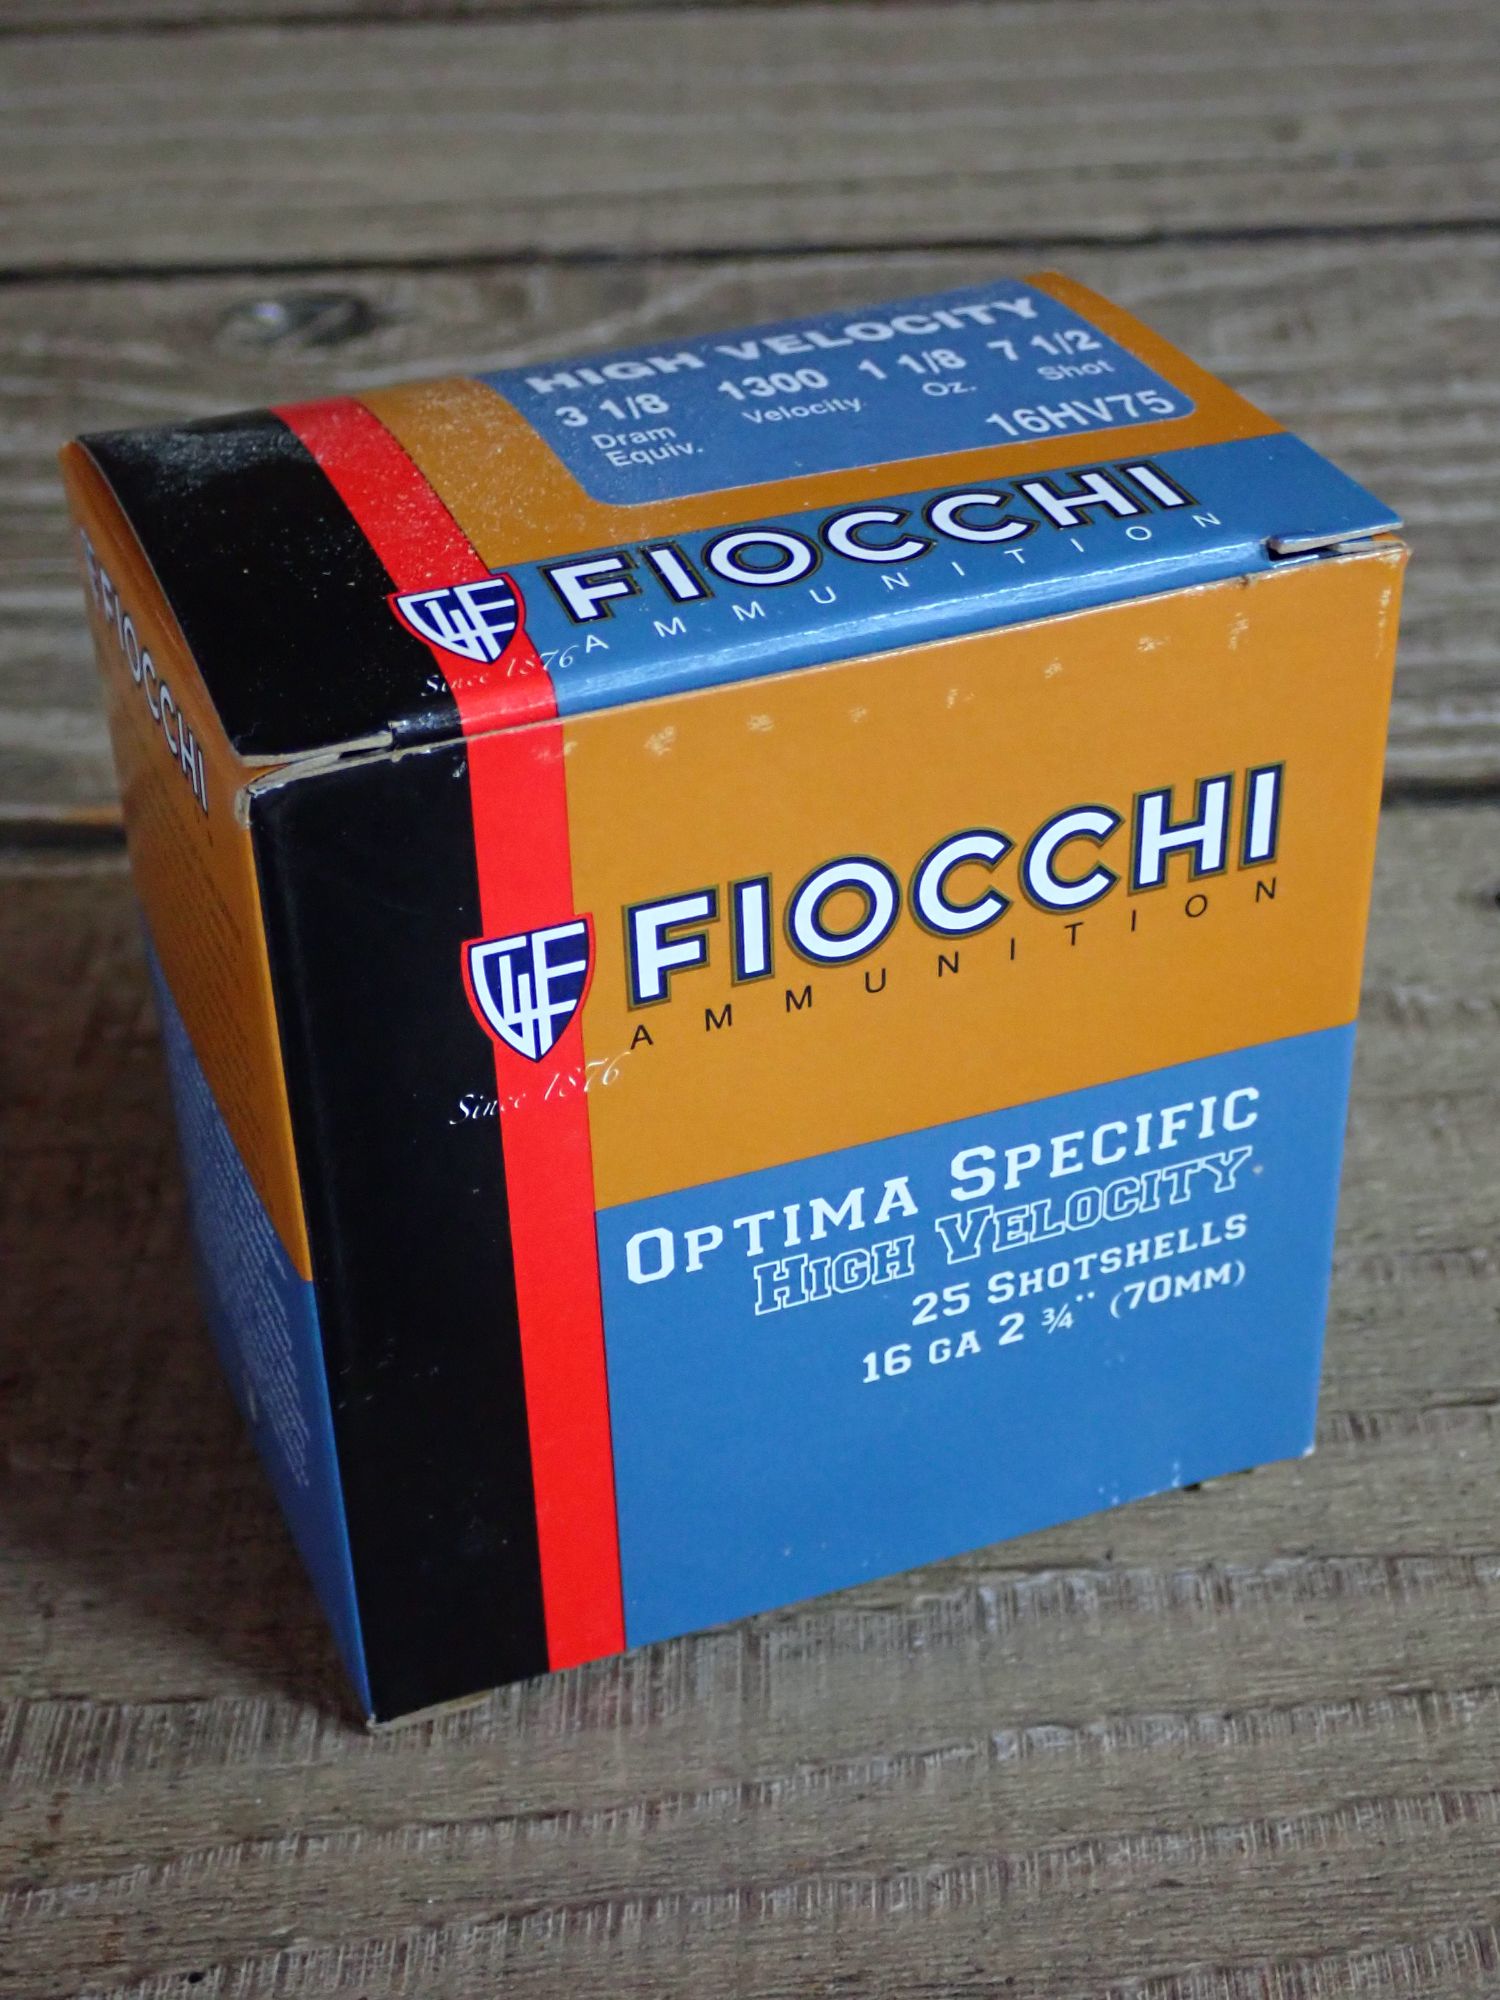 HIGH VELOCITY
3 1/8 1300 1 1/8 7 1/2
Dram Equiv. Velocity Oz. Shot
16HV75
GFL
FIOCCHI
AMMUNITION
Since 1876
FIOCCHI
GFL
FIOCCHI
AMMUNITION
Since 1876
OPTIMA SPECIFIC
HIGH VELOCITY
25 SHOTSHELLS
16 GA 2 ¾" (70MM)